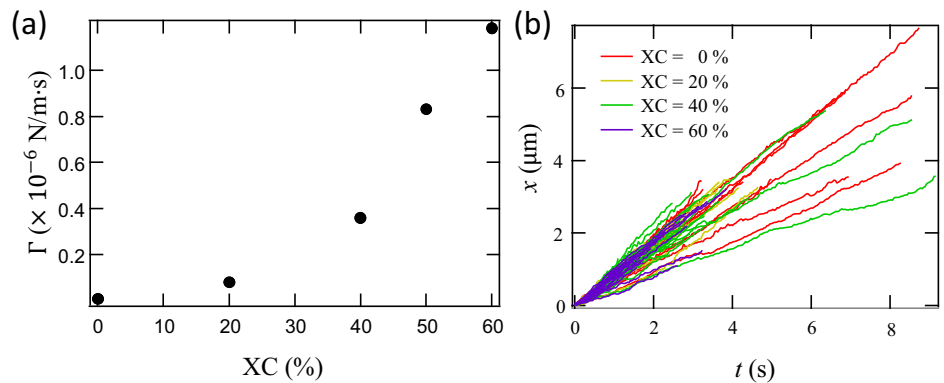 (a)
Γ (× 10⁻⁶ N/m·s)
1.0
0.8
0.6
0.4
0.2
0 10 20 30 40 50 60
XC (%)
(b)
XC = 0 %
XC = 20 %
XC = 40 %
XC = 60 %
x (μm)
6
4
2
0
0 2 4 6 8
t (s)